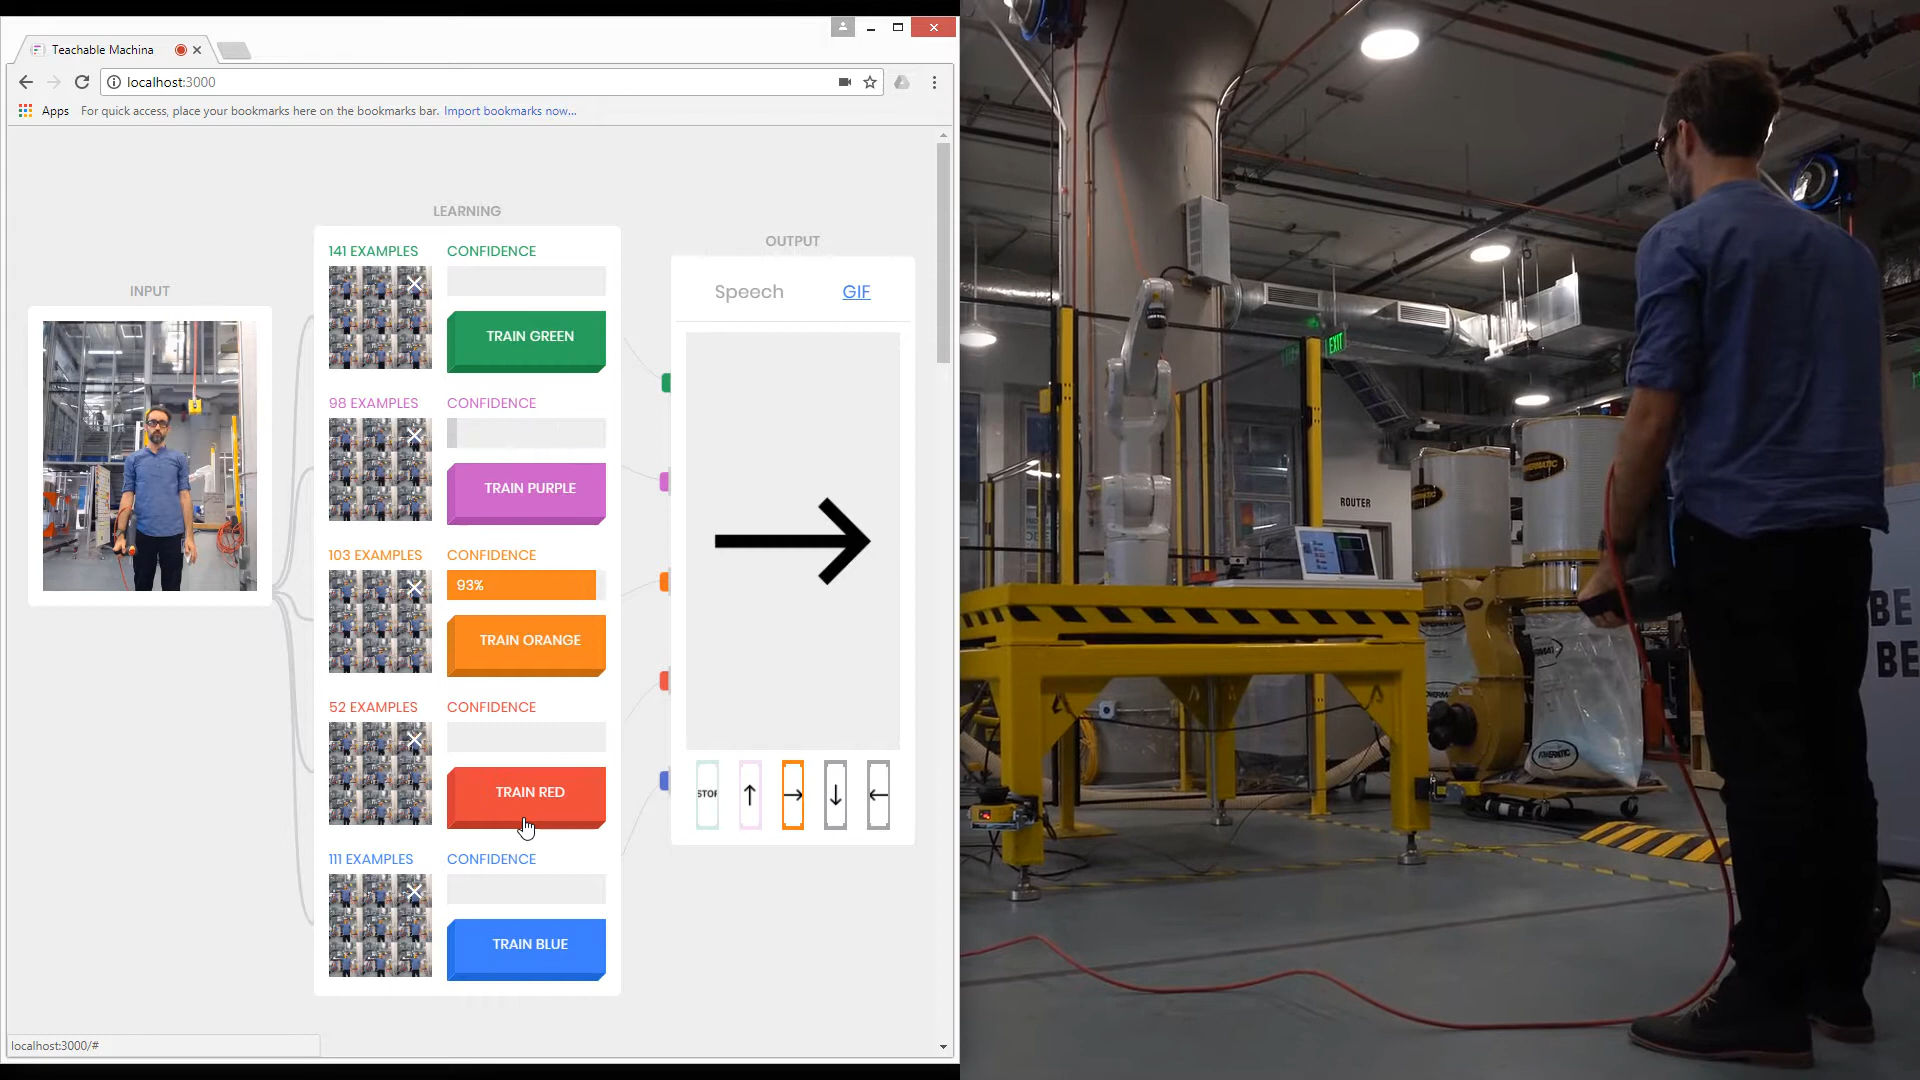 Teachable Machina
localhost:3000
Apps For quick access, place your bookmarks here on the bookmarks bar. Import bookmarks now...
INPUT
LEARNING
141 EXAMPLES CONFIDENCE
TRAIN GREEN
98 EXAMPLES CONFIDENCE
TRAIN PURPLE
103 EXAMPLES CONFIDENCE
93%
TRAIN ORANGE
52 EXAMPLES CONFIDENCE
TRAIN RED
111 EXAMPLES CONFIDENCE
TRAIN BLUE
OUTPUT
Speech GIF
STOP
localhost:3000/#
EXIT
ROUTER
POWERMATIC
POWERMATIC
BE
BE